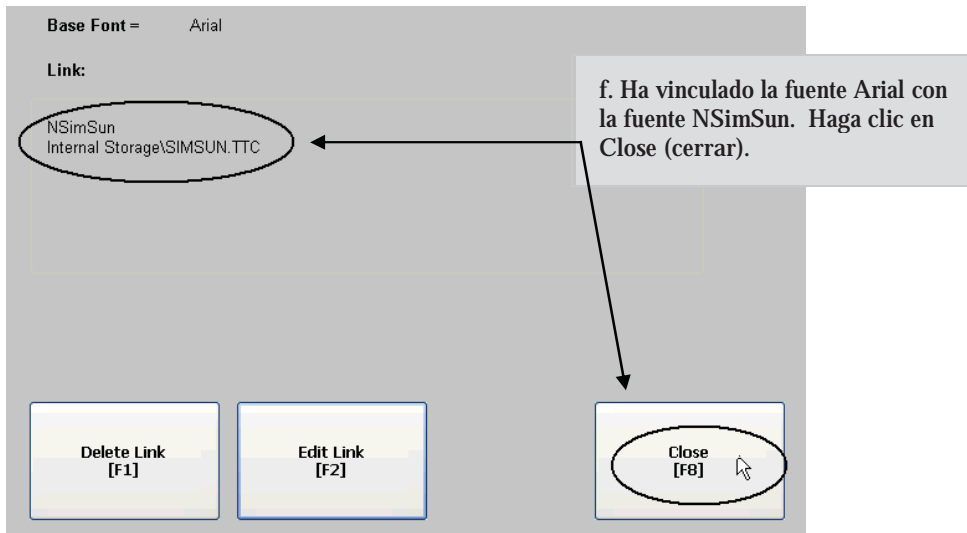 Base Font = Arial
Link:
NSimSun
Internal Storage\SIMSUN.TTC
f. Ha vinculado la fuente Arial con
la fuente NSimSun. Haga clic en
Close (cerrar).
Delete Link
[F1]
Edit Link
[F2]
Close
[F8]